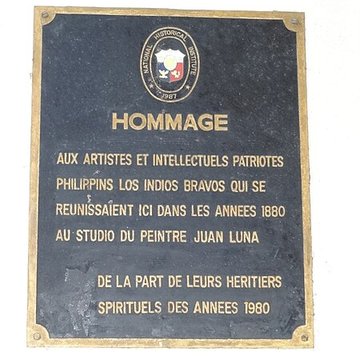 NATIONAL HISTORICAL INSTITUTE
1987
HOMMAGE
AUX ARTISTES ET INTELLECTUELS PATRIOTES
PHILIPPINS LOS INDIOS BRAVOS QUI SE
REUNISSAIENT ICI DANS LES ANNEES 1880
AU STUDIO DU PEINTRE JUAN LUNA
DE LA PART DE LEURS HERITIERS
SPIRITUELS DES ANNEES 1980